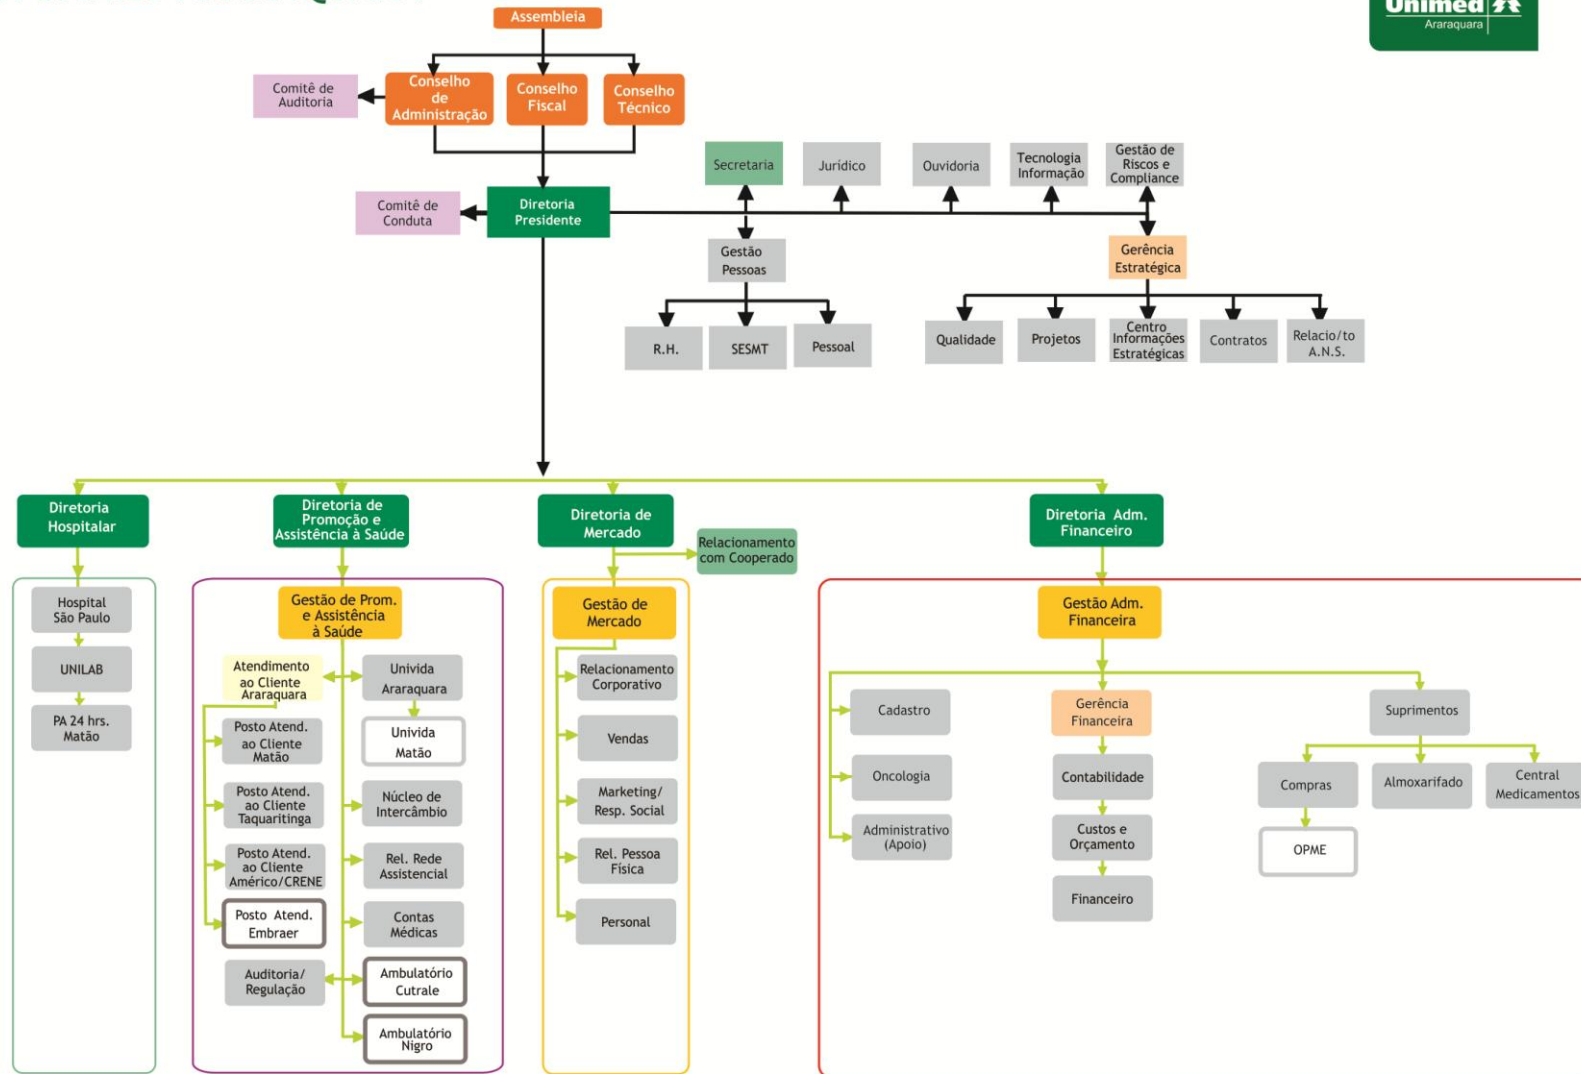 Assembleia
Unimed
Araraquara
Comitê de
Auditoria
Conselho
de
Administração
Conselho
Fiscal
Conselho
Técnico
Secretaria
Jurídico
Ouvidoria
Tecnologia
Informação
Gestão de
Riscos e
Compliance
Comitê de
Conduta
Diretoria
Presidente
Gestão
Pessoas
Gerência
Estratégica
R.H.
SESMT
Pessoal
Qualidade
Projetos
Centro
Informações
Estratégicas
Contratos
Relacio/to
A.N.S.
Diretoria
Hospitalar
Diretoria de
Promoção e
Assistência à Saúde
Diretoria de
Mercado
Relacionamento
com Cooperado
Diretoria Adm.
Financeiro
Hospital
São Paulo
UNILAB
PA 24 hrs.
Matão
Gestão de Prom.
e Assistência
à Saúde
Atendimento
ao Cliente
Araraquara
Univida
Araraquara
Posto Atend.
ao Cliente
Matão
Univida
Matão
Posto Atend.
ao Cliente
Taquaritinga
Núcleo de
Intercâmbio
Posto Atend.
ao Cliente
Américo/CRENE
Rel. Rede
Assistencial
Posto Atend.
Embraer
Contas
Médicas
Auditoria/
Regulação
Ambulatório
Cutrale
Ambulatório
Nigro
Gestão de
Mercado
Relacionamento
Corporativo
Vendas
Marketing/
Resp. Social
Rel. Pessoa
Física
Personal
Gestão Adm.
Financeira
Cadastro
Oncologia
Administrativo
(Apoio)
Gerência
Financeira
Contabilidade
Custos e
Orçamento
Financeiro
Suprimentos
Compras
Almoxarifado
Central
Medicamentos
OPME